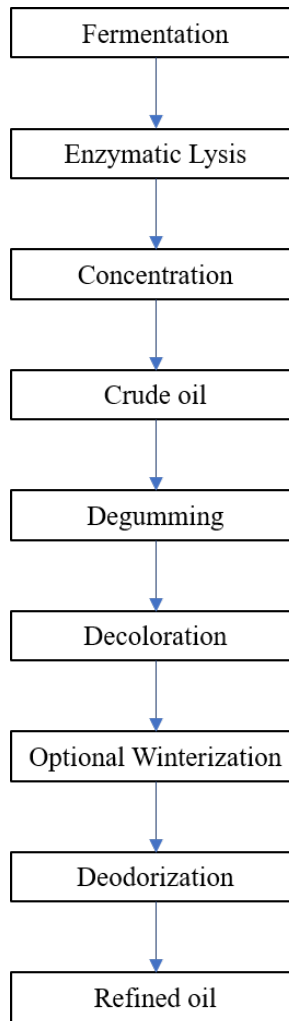 Fermentation
Enzymatic Lysis
Concentration
Crude oil
Degumming
Decoloration
Optional Winterization
Deodorization
Refined oil